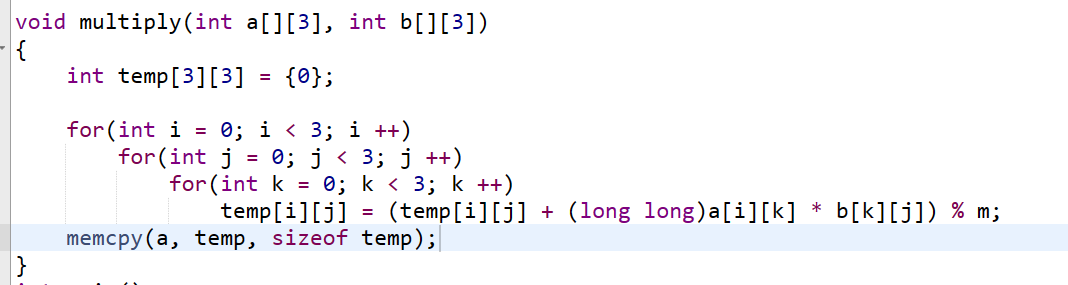 void multiply(int a[][3], int b[][3])
{
    int temp[3][3] = {0};
    for(int i = 0; i < 3; i ++)
        for(int j = 0; j < 3; j ++)
            for(int k = 0; k < 3; k ++)
                temp[i][j] = (temp[i][j] + (long long)a[i][k] * b[k][j]) % m;
    memcpy(a, temp, sizeof temp);
}